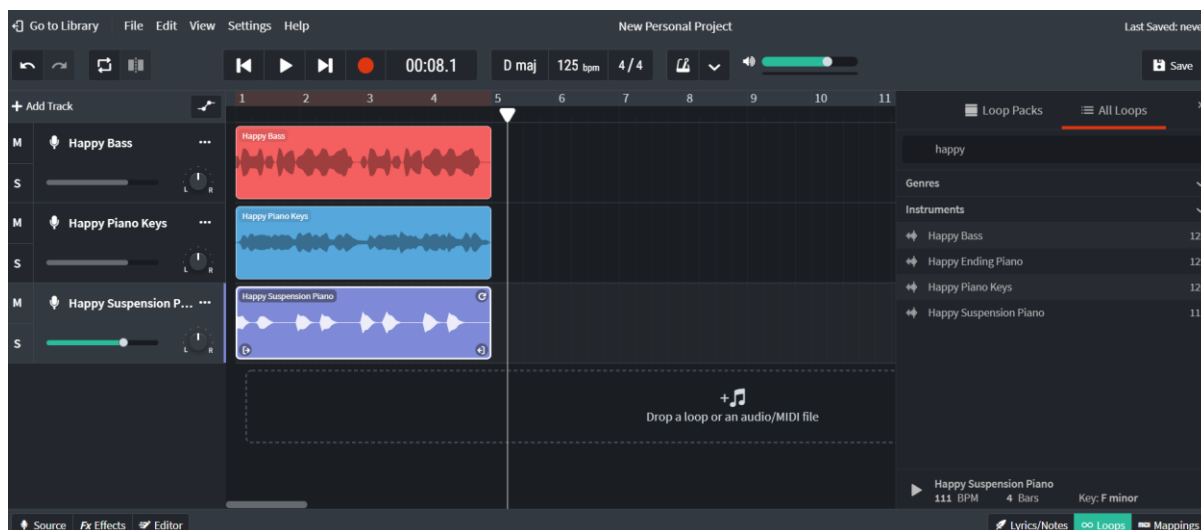 Go to Library File Edit View Settings Help New Personal Project Last Saved: neve
00:08.1 D maj 125 bpm 4 / 4 Save
+ Add Track 1 2 3 4 5 6 7 8 9 10 11
Loop Packs All Loops
M Happy Bass ... Happy Bass
happy
S L R
Genres
Instruments
M Happy Piano Keys ... Happy Piano Keys
Happy Bass 12
S L R
Happy Ending Piano 12
Happy Piano Keys 12
M Happy Suspension P... ... Happy Suspension Piano
Happy Suspension Piano 11
S L R
Drop a loop or an audio/MIDI file
Happy Suspension Piano
111 BPM 4 Bars Key: F minor
Source Fx Effects Editor Lyrics/Notes Loops Mappings